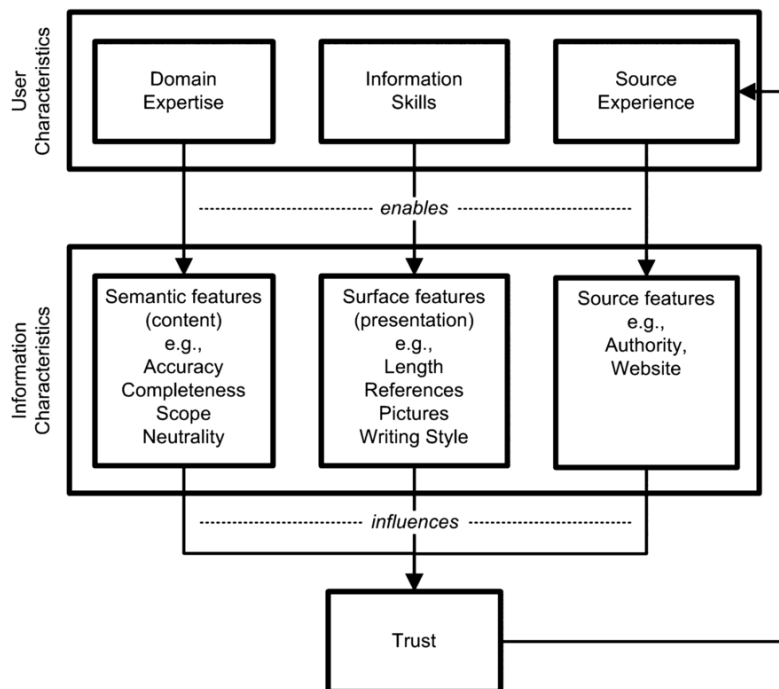 User
Characteristics
Domain
Expertise
Information
Skills
Source
Experience
enables
Information
Characteristics
Semantic features
(content)
e.g.,
Accuracy
Completeness
Scope
Neutrality
Surface features
(presentation)
e.g.,
Length
References
Pictures
Writing Style
Source features
e.g.,
Authority,
Website
influences
Trust